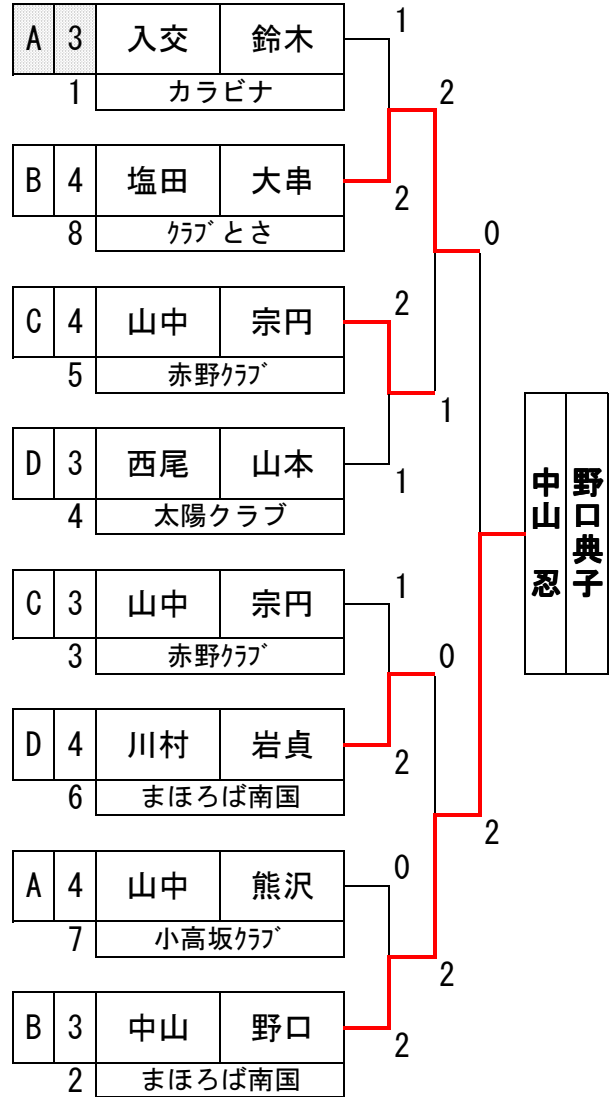 1
A 3 入交 鈴木
1 カラビナ
2
B 4 塩田 大串
2
8 ｸﾗﾌﾞとさ
0
C 4 山中 宗円
2
5 赤野ｸﾗﾌﾞ
1
D 3 西尾 山本
1
4 太陽クラブ
中山 忍
野口典子
C 3 山中 宗円
1
3 赤野ｸﾗﾌﾞ
0
D 4 川村 岩貞
2
6 まほろば南国
2
A 4 山中 熊沢
0
7 小高坂ｸﾗﾌﾞ
2
B 3 中山 野口
2
2 まほろば南国